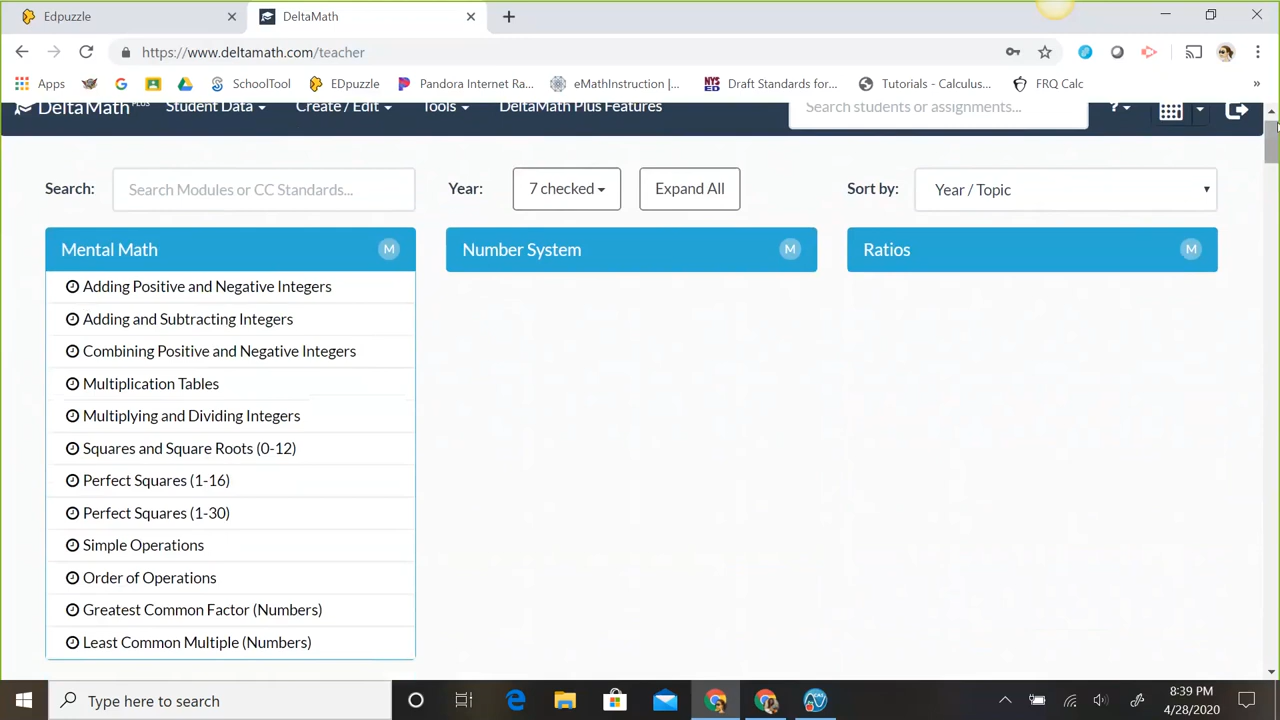 Edpuzzle
DeltaMath
https://www.deltamath.com/teacher
Apps
SchoolTool
EDpuzzle
Pandora Internet Ra...
eMathInstruction |...
NYS ED
Draft Standards for...
Tutorials - Calculus...
FRQ Calc
»
DeltaMath PLUS
Student Data
Create / Edit
Tools
DeltaMath Plus Features
Search students or assignments...
?
Search:
Search Modules or CC Standards...
Year:
7 checked
Expand All
Sort by:
Year / Topic
Mental Math M
Number System M
Ratios M
Adding Positive and Negative Integers
Adding and Subtracting Integers
Combining Positive and Negative Integers
Multiplication Tables
Multiplying and Dividing Integers
Squares and Square Roots (0-12)
Perfect Squares (1-16)
Perfect Squares (1-30)
Simple Operations
Order of Operations
Greatest Common Factor (Numbers)
Least Common Multiple (Numbers)
Type here to search
8:39 PM
4/28/2020